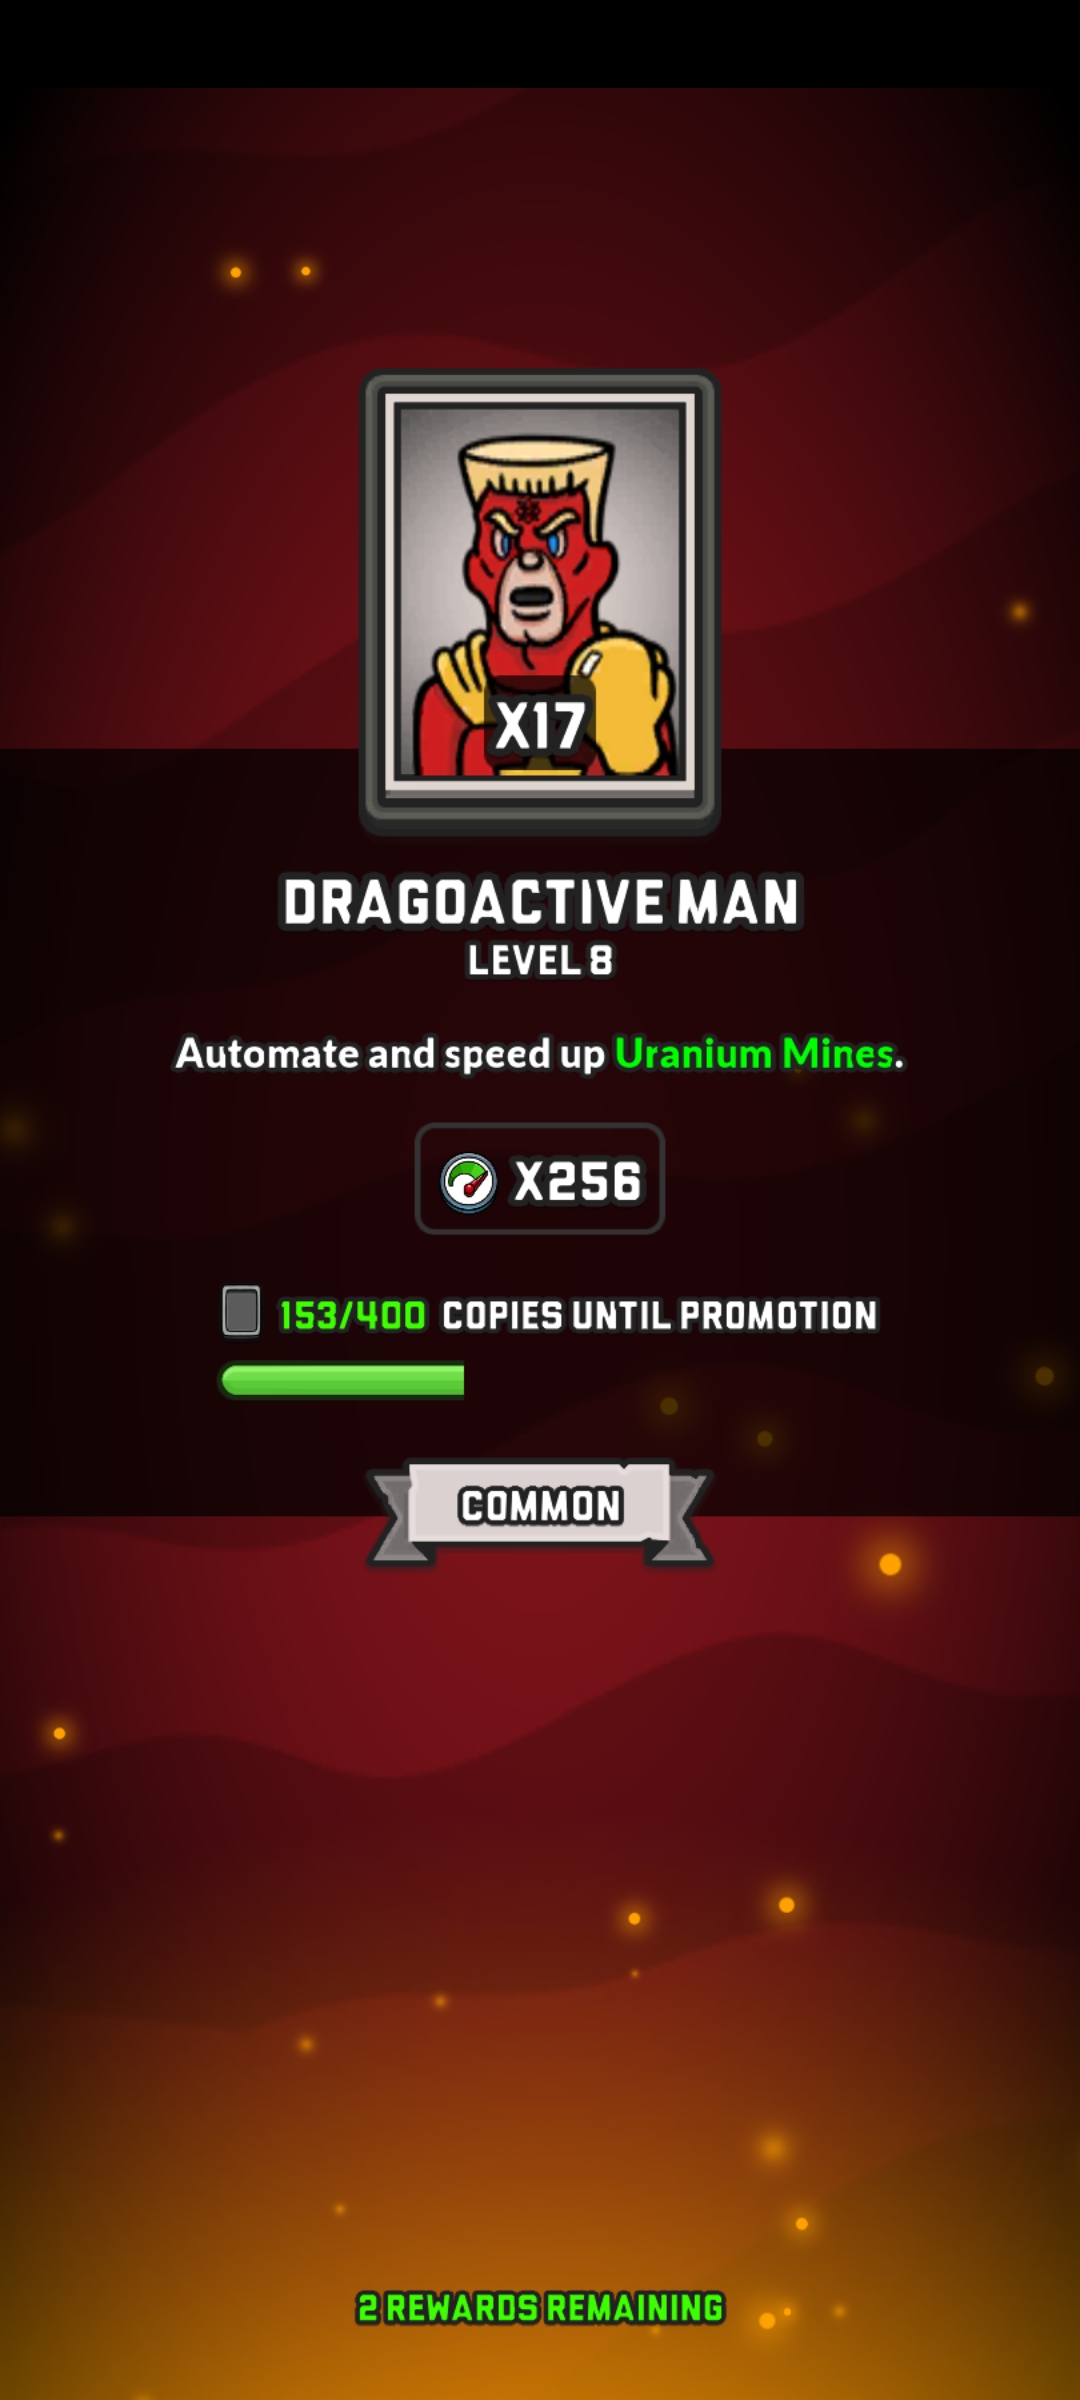 X17
DRAGOACTIVE MAN
LEVEL 8
Automate and speed up Uranium Mines.
X256
153/400 COPIES UNTIL PROMOTION
COMMON
2 REWARDS REMAINING